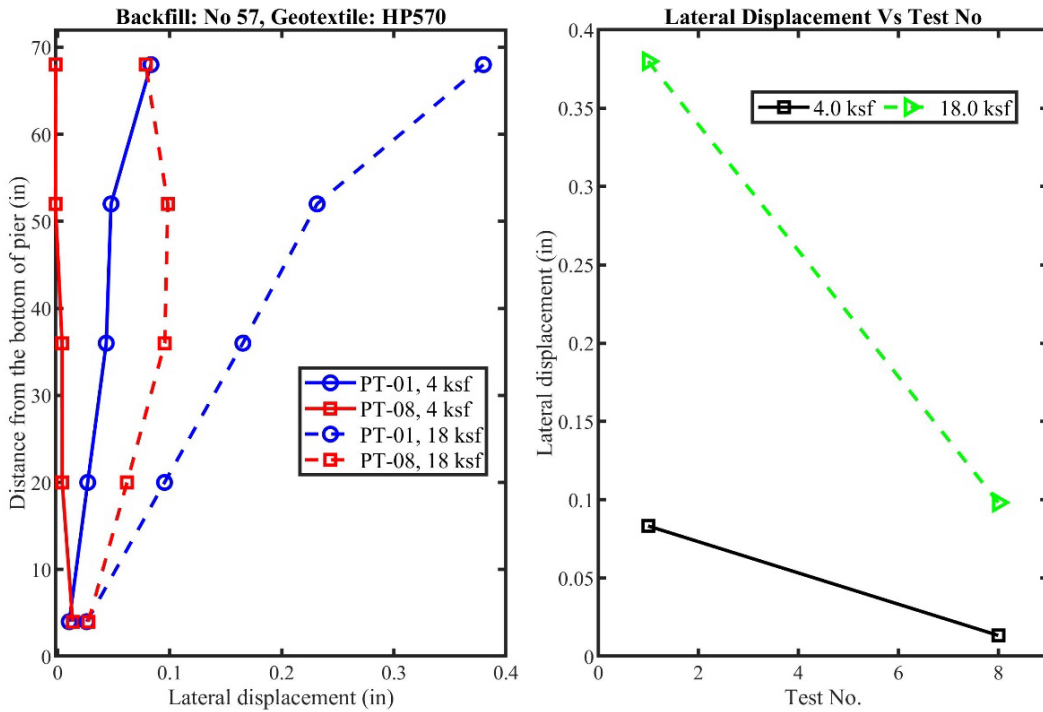 Backfill: No 57, Geotextile: HP570
Distance from the bottom of pier (in)
70
60
50
40
30
20
10
0
PT-01, 4 ksf
PT-08, 4 ksf
PT-01, 18 ksf
PT-08, 18 ksf
0 0.1 0.2 0.3 0.4
Lateral displacement (in)
Lateral Displacement Vs Test No
Lateral displacement (in)
0.4
0.35
0.3
0.25
0.2
0.15
0.1
0.05
0
4.0 ksf 18.0 ksf
0 2 4 6 8
Test No.